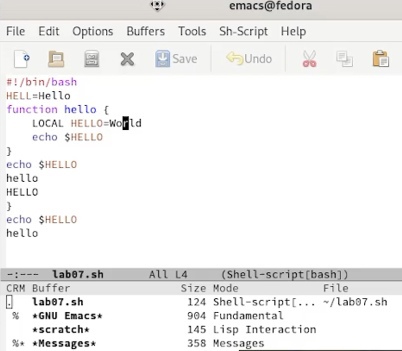 emacs@fedora
File Edit Options Buffers Tools Sh-Script Help
Save Undo
#!/bin/bash
HELL=Hello
function hello {
    LOCAL HELLO=World
    echo $HELLO
}
echo $HELLO
hello
HELLO
}
echo $HELLO
hello
-:--- lab07.sh All L4 (Shell-script[bash])
CRM Buffer Size Mode File
. lab07.sh 124 Shell-script[... ~/lab07.sh
% *GNU Emacs* 904 Fundamental
*scratch* 145 Lisp Interaction
%* *Messages* 358 Messages